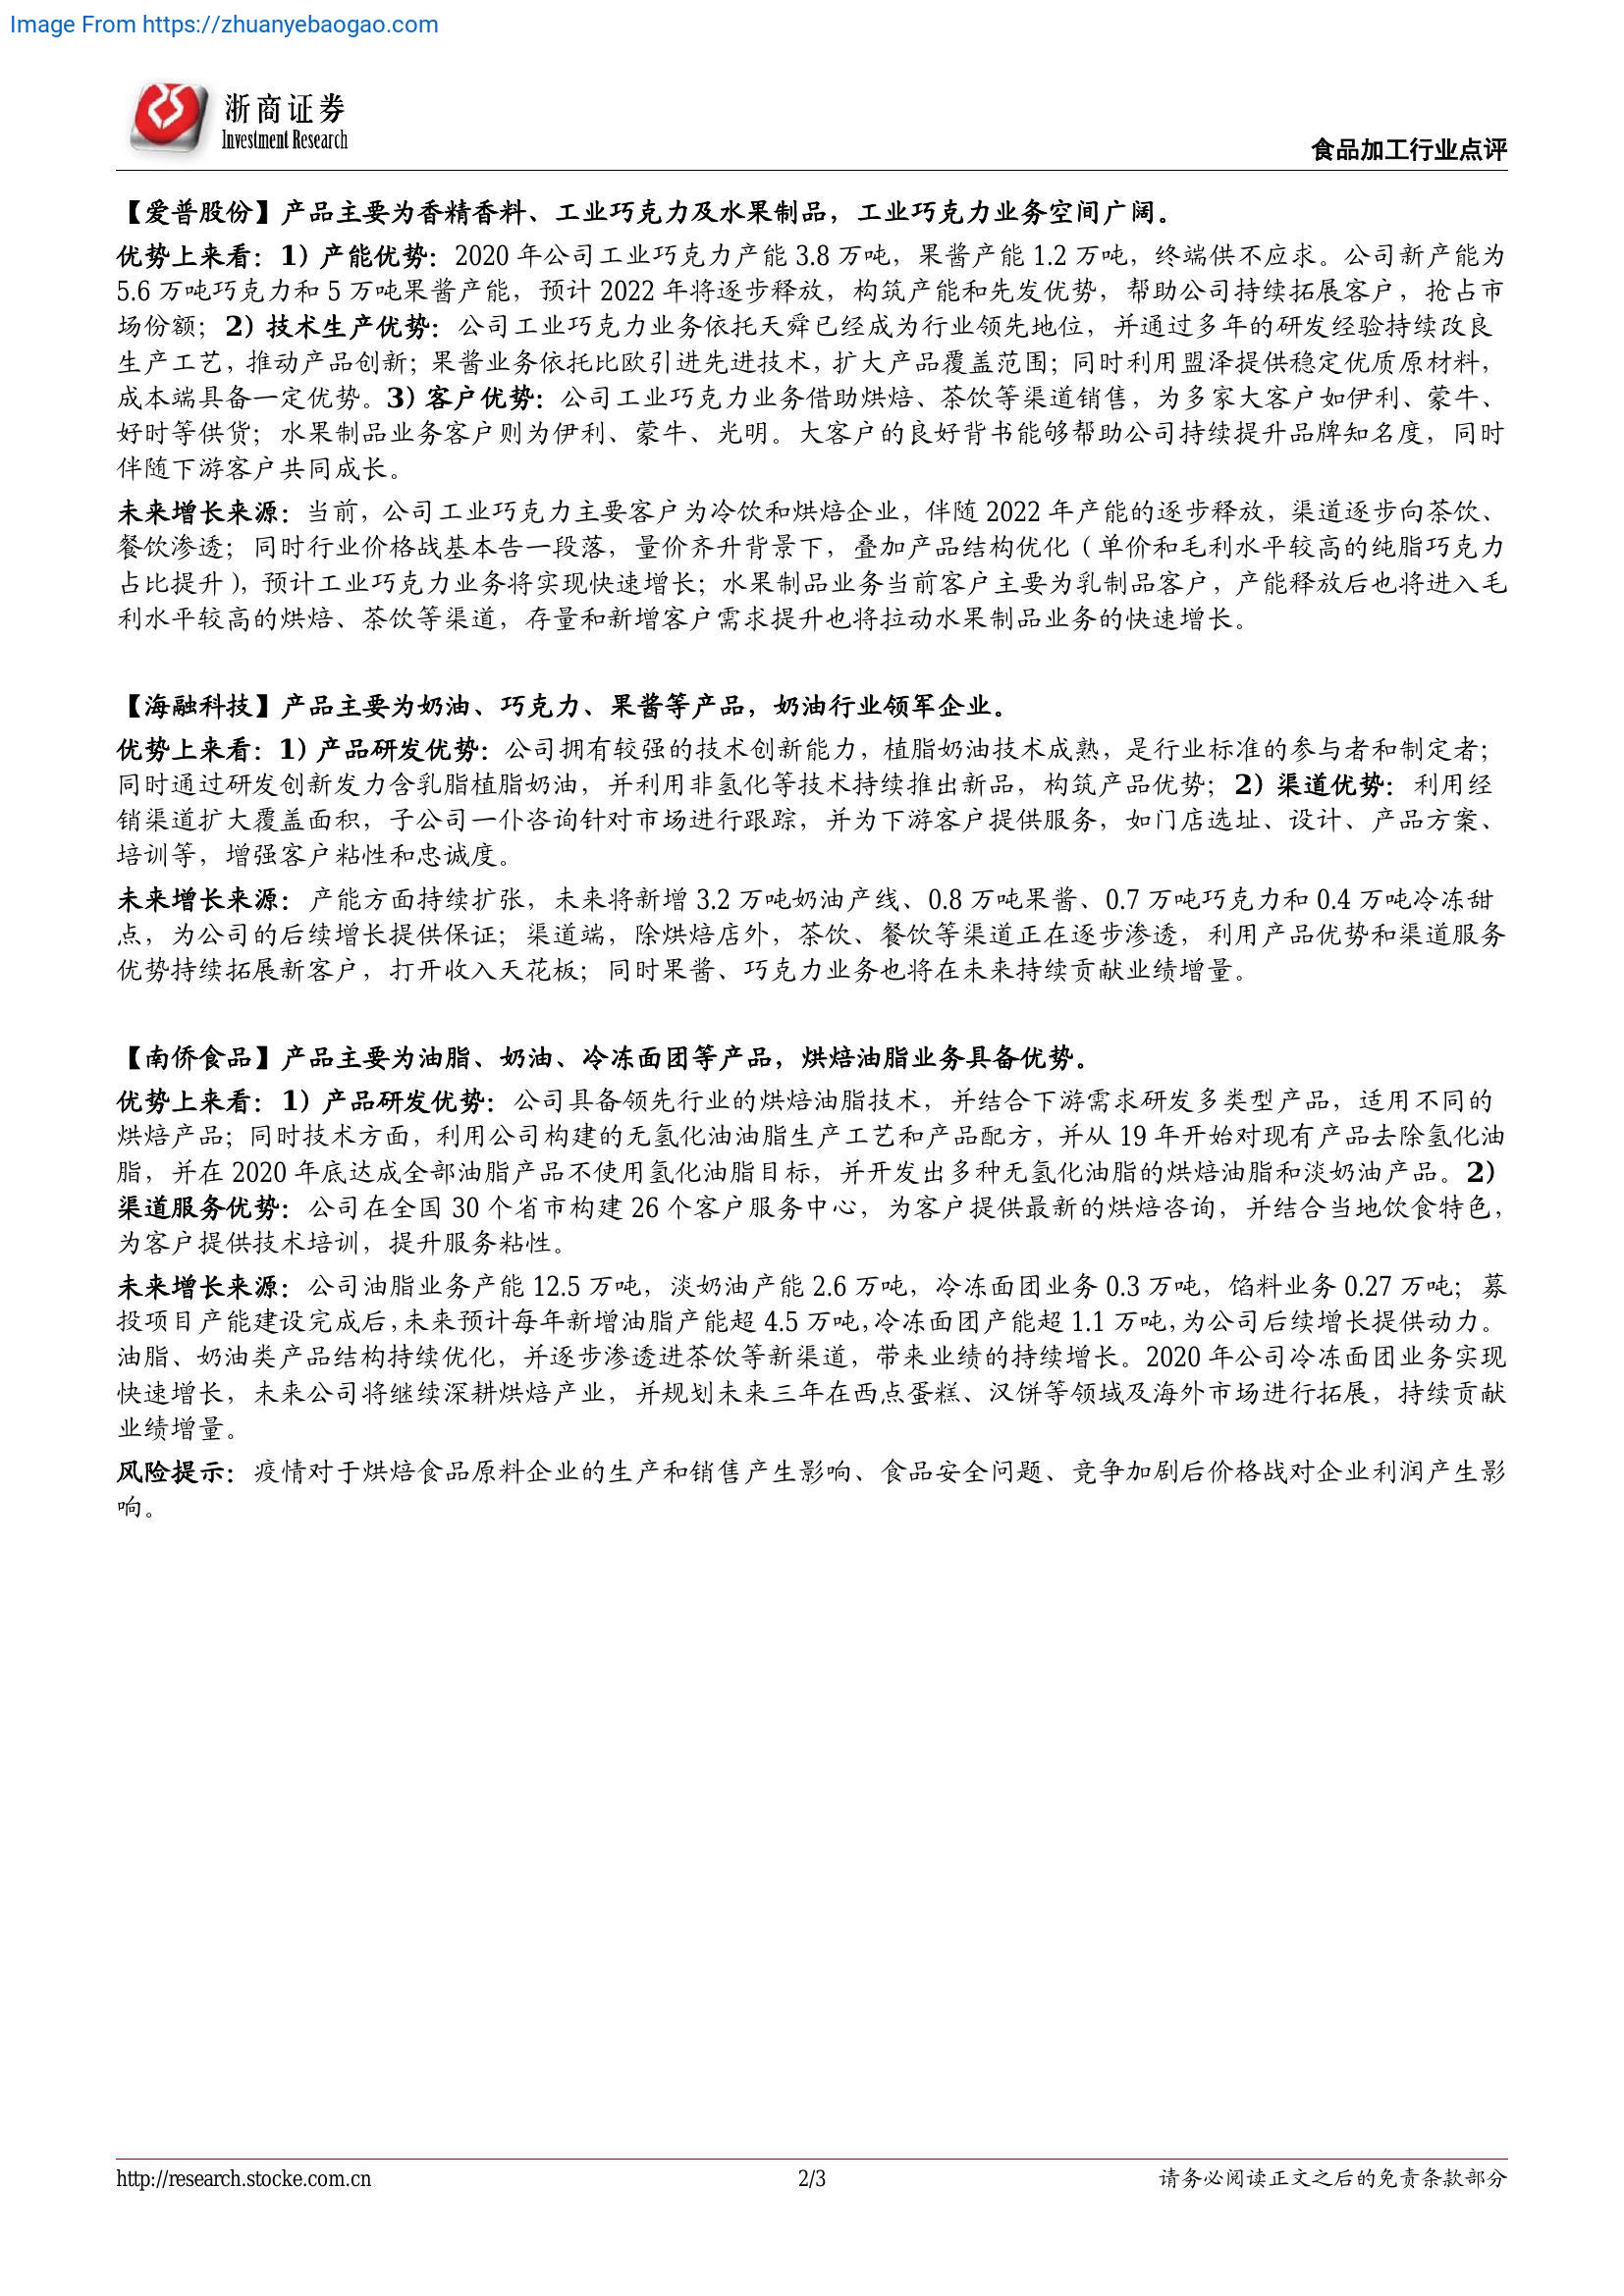 Image From https://zhuanyebaogao.com
浙商证券
Investment Research
食品加工行业点评
【爱普股份】产品主要为香精香料、工业巧克力及水果制品，工业巧克力业务空间广阔。
优势上来看：1）产能优势：2020 年公司工业巧克力产能 3.8 万吨，果酱产能 1.2 万吨，终端供不应求。公司新产能为
5.6 万吨巧克力和 5 万吨果酱产能，预计 2022 年将逐步释放，构筑产能和先发优势，帮助公司持续拓展客户，抢占市
场份额；2）技术生产优势：公司工业巧克力业务依托天舜已经成为行业领先地位，并通过多年的研发经验持续改良
生产工艺，推动产品创新；果酱业务依托比欧引进先进技术，扩大产品覆盖范围；同时利用盟泽提供稳定优质原材料，
成本端具备一定优势。3）客户优势：公司工业巧克力业务借助烘焙、茶饮等渠道销售，为多家大客户如伊利、蒙牛、
好时等供货；水果制品业务客户则为伊利、蒙牛、光明。大客户的良好背书能够帮助公司持续提升品牌知名度，同时
伴随下游客户共同成长。
未来增长来源：当前，公司工业巧克力主要客户为冷饮和烘焙企业，伴随 2022 年产能的逐步释放，渠道逐步向茶饮、
餐饮渗透；同时行业价格战基本告一段落，量价齐升背景下，叠加产品结构优化（单价和毛利水平较高的纯脂巧克力
占比提升），预计工业巧克力业务将实现快速增长；水果制品业务当前客户主要为乳制品客户，产能释放后也将进入毛
利水平较高的烘焙、茶饮等渠道，存量和新增客户需求提升也将拉动水果制品业务的快速增长。
【海融科技】产品主要为奶油、巧克力、果酱等产品，奶油行业领军企业。
优势上来看：1）产品研发优势：公司拥有较强的技术创新能力，植脂奶油技术成熟，是行业标准的参与者和制定者；
同时通过研发创新发力含乳脂植脂奶油，并利用非氢化等技术持续推出新品，构筑产品优势；2）渠道优势：利用经
销渠道扩大覆盖面积，子公司一仆咨询针对市场进行跟踪，并为下游客户提供服务，如门店选址、设计、产品方案、
培训等，增强客户粘性和忠诚度。
未来增长来源：产能方面持续扩张，未来将新增 3.2 万吨奶油产线、0.8 万吨果酱、0.7 万吨巧克力和 0.4 万吨冷冻甜
点，为公司的后续增长提供保证；渠道端，除烘焙店外，茶饮、餐饮等渠道正在逐步渗透，利用产品优势和渠道服务
优势持续拓展新客户，打开收入天花板；同时果酱、巧克力业务也将在未来持续贡献业绩增量。
【南侨食品】产品主要为油脂、奶油、冷冻面团等产品，烘焙油脂业务具备优势。
优势上来看：1）产品研发优势：公司具备领先行业的烘焙油脂技术，并结合下游需求研发多类型产品，适用不同的
烘焙产品；同时技术方面，利用公司构建的无氢化油油脂生产工艺和产品配方，并从 19 年开始对现有产品去除氢化油
脂，并在 2020 年底达成全部油脂产品不使用氢化油脂目标，并开发出多种无氢化油脂的烘焙油脂和淡奶油产品。2）
渠道服务优势：公司在全国 30 个省市构建 26 个客户服务中心，为客户提供最新的烘焙咨询，并结合当地饮食特色，
为客户提供技术培训，提升服务粘性。
未来增长来源：公司油脂业务产能 12.5 万吨，淡奶油产能 2.6 万吨，冷冻面团业务 0.3 万吨，馅料业务 0.27 万吨；募
投项目产能建设完成后，未来预计每年新增油脂产能超 4.5 万吨，冷冻面团产能超 1.1 万吨，为公司后续增长提供动力。
油脂、奶油类产品结构持续优化，并逐步渗透进茶饮等新渠道，带来业绩的持续增长。2020 年公司冷冻面团业务实现
快速增长，未来公司将继续深耕烘焙产业，并规划未来三年在西点蛋糕、汉饼等领域及海外市场进行拓展，持续贡献
业绩增量。
风险提示：疫情对于烘焙食品原料企业的生产和销售产生影响、食品安全问题、竞争加剧后价格战对企业利润产生影
响。
http://research.stocke.com.cn
2/3
请务必阅读正文之后的免责条款部分